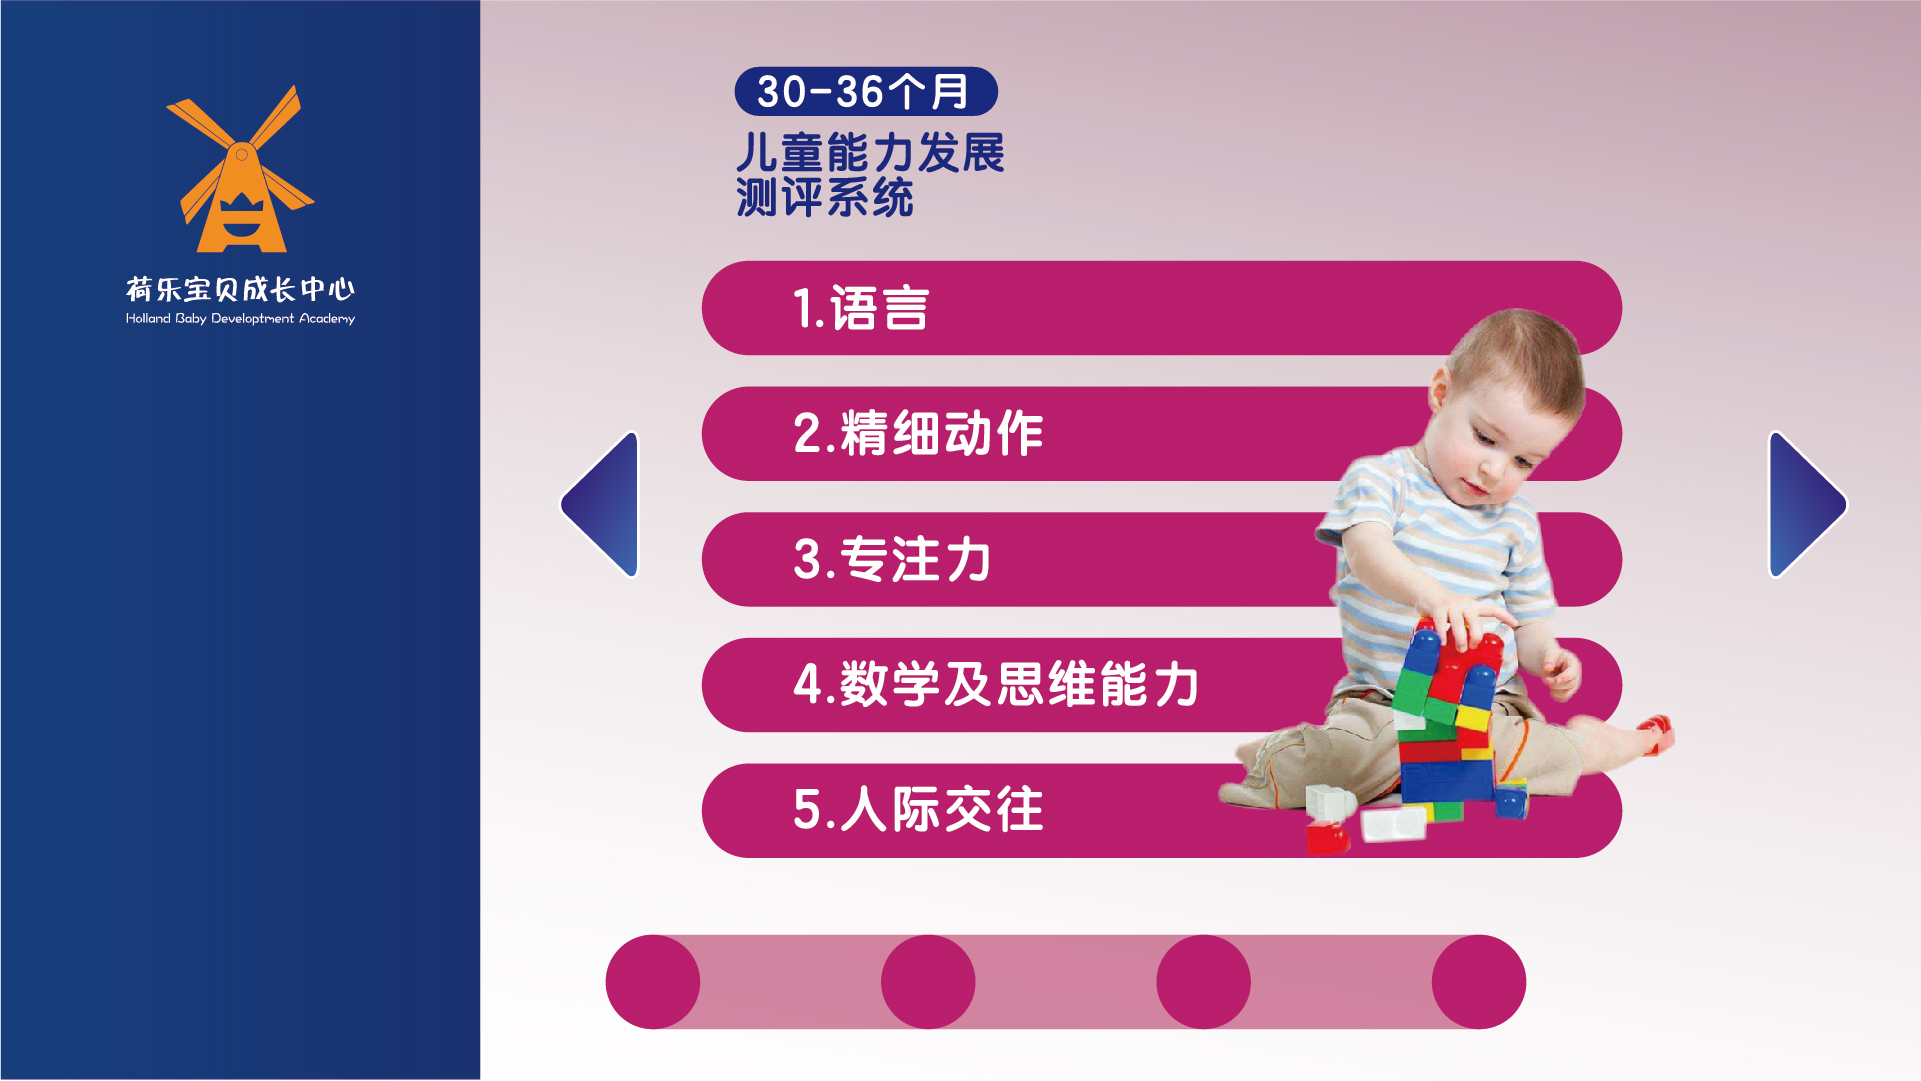 荷乐宝贝成长中心
Holland Baby Developtment Academy
30-36个月
儿童能力发展
测评系统
1.语言
2.精细动作
3.专注力
4.数学及思维能力
5.人际交往